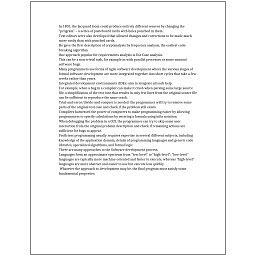 In 1801, the Jacquard loom could produce entirely different weaves by changing the
"program" – a series of pasteboard cards with holes punched in them.
Text editors were also developed that allowed changes and corrections to be made much
more easily than with punched cards.
He gave the first description of cryptanalysis by frequency analysis, the earliest code-
breaking algorithm.
One approach popular for requirements analysis is Use Case analysis.
This can be a non-trivial task, for example as with parallel processes or some unusual
software bugs.
Many programmers use forms of Agile software development where the various stages of
formal software development are more integrated together into short cycles that take a few
weeks rather than years.
Integrated development environments (IDEs) aim to integrate all such help.
For example, when a bug in a compiler can make it crash when parsing some large source
file, a simplification of the test case that results in only few lines from the original source file
can be sufficient to reproduce the same crash.
Trial-and-error/divide-and-conquer is needed: the programmer will try to remove some
parts of the original test case and check if the problem still exists.
Compilers harnessed the power of computers to make programming easier by allowing
programmers to specify calculations by entering a formula using infix notation.
When debugging the problem in a GUI, the programmer can try to skip some user
interaction from the original problem description and check if remaining actions are
sufficient for bugs to appear.
Proficient programming usually requires expertise in several different subjects, including
knowledge of the application domain, details of programming languages and generic code
libraries, specialized algorithms, and formal logic.
There are many approaches to the Software development process.
Languages form an approximate spectrum from "low-level" to "high-level"; "low-level"
languages are typically more machine-oriented and faster to execute, whereas "high-level"
languages are more abstract and easier to use but execute less quickly.
Whatever the approach to development may be, the final program must satisfy some
fundamental properties.